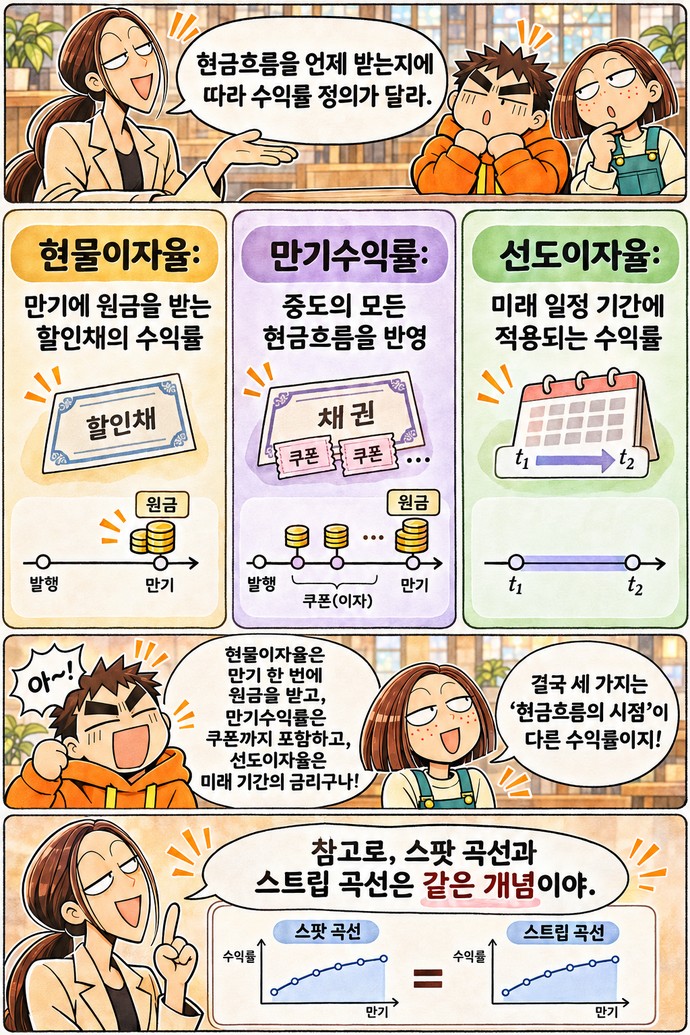 현금흐름을 언제 받는지에
따라 수익률 정의가 달라.
현물이자율:
만기에 원금을 받는
할인채의 수익률
할인채
원금
발행
만기
만기수익률:
중도의 모든
현금흐름을 반영
채권
쿠폰
쿠폰
...
원금
...
발행
만기
쿠폰(이자)
선도이자율:
미래 일정 기간에
적용되는 수익률
t₁
t₂
t₁
t₂
아~!
현물이자율은
만기 한 번에
원금을 받고,
만기수익률은
쿠폰까지 포함하고,
선도이자율은
미래 기간의 금리구나!
결국 세 가지는
‘현금흐름의 시점’이
다른 수익률이지!
참고로, 스팟 곡선과
스트립 곡선은 같은 개념이야.
스팟 곡선
수익률
만기
=
스트립 곡선
수익률
만기